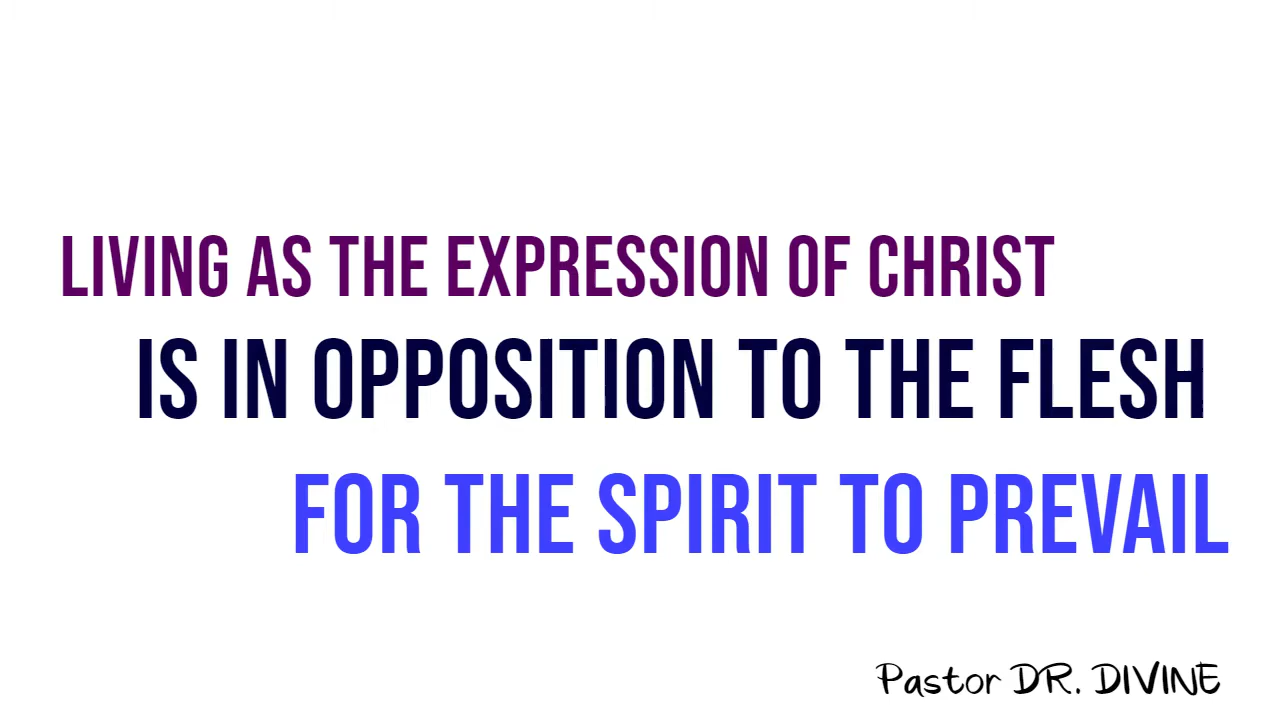 LIVING AS THE EXPRESSION OF CHRIST
IS IN OPPOSITION TO THE FLESH
FOR THE SPIRIT TO PREVAIL
Pastor DR. DIVINE